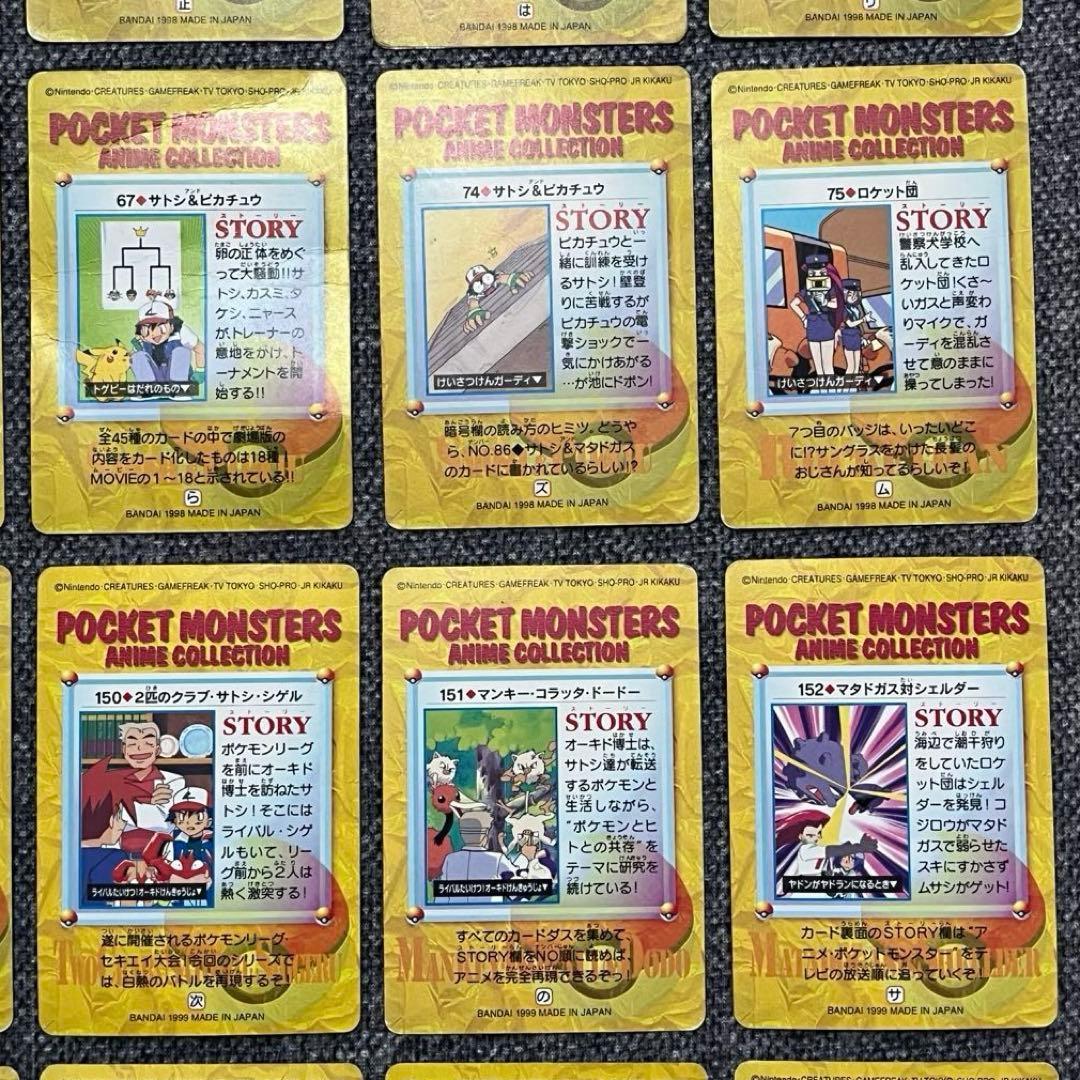 正
BANDAI 1998 MADE IN JAPAN
は
BANDAI 1998 MADE IN JAPAN
り
BANDAI 1998 MADE IN JAPAN
©Nintendo・CREATURES・GAMEFREAK・TV TOKYO・SHO-PRO・JR KIKAKU
POCKET MONSTERS
ANIME COLLECTION
67◆サトシ&ピカチュウ
STORY
卵の正体をめぐ
って大騒動!!サ
トシ、カスミ、タ
ケシ、ニャース
が、トレーナーの
意地をかけ、ト
ーナメントを開
始する!!
トゲピーはだれのもの▼
全45種のカードの中で劇場版の
内容をカード化したものは18種
MOVIEの1〜18と示されている!!
ら
BANDAI 1998 MADE IN JAPAN
©Nintendo・CREATURES・GAMEFREAK・TV TOKYO・SHO-PRO・JR KIKAKU
POCKET MONSTERS
ANIME COLLECTION
74◆サトシ&ピカチュウ
STORY
ピカチュウと一
緒に訓練を受け
るサトシ!壁登
りに苦戦するが
ピカチュウの電
撃ショックで一
気にかけあがる
…が池にドボン!
けいさつけんガーディ▼
暗号欄の読み方のヒミツ。どうや
ら、NO.86◆サトシ&マタドガス
のカードに書かれているらしい!?
ズ
BANDAI 1998 MADE IN JAPAN
©Nintendo・CREATURES・GAMEFREAK・TV TOKYO・SHO-PRO・JR KIKAKU
POCKET MONSTERS
ANIME COLLECTION
75◆ロケット団
STORY
警察犬学校へ
乱入してきたロ
ケット団!くさ〜
いガスと声変わ
りマイクで、ガ
ーディを混乱さ
せて意のままに
操ってしまった!
けいさつけんガーディ▼
7つ目のバッジは、いったいどこ
に!?サングラスをかけた長髪の
おじさんが知ってるらしいぞ!
ム
BANDAI 1998 MADE IN JAPAN
©Nintendo・CREATURES・GAMEFREAK・TV TOKYO・SHO-PRO・JR KIKAKU
POCKET MONSTERS
ANIME COLLECTION
150◆2匹のクラブ・サトシ・シゲル
STORY
ポケモンリーグ
を前にオーキド
博士を訪ねたサ
トシ!そこには
ライバル・シゲ
ルもいて、リー
グ前から2人は
熱く激突する!
ライバルたいけつ!オーキドけんきゅうじょ▼
遂に開催されるポケモンリーグ・
セキエイ大会!今回のシリーズで
は、白熱のバトルを再現するぞ!
次
BANDAI 1999 MADE IN JAPAN
©Nintendo・CREATURES・GAMEFREAK・TV TOKYO・SHO-PRO・JR KIKAKU
POCKET MONSTERS
ANIME COLLECTION
151◆マンキー・コラッタ・ドードー
STORY
オーキド博士は、
サトシ達が転送
するポケモンと
生活しながら、
“ポケモンとヒ
トとの共存”を
テーマに研究を
続けている!
ライバルたいけつ!オーキドけんきゅうじょ▼
すべてのカードダスを集めて、
STORY欄をNO順に読めば、
アニメを完全再現できるぞっ!
の
BANDAI 1999 MADE IN JAPAN
©Nintendo・CREATURES・GAMEFREAK・TV TOKYO・SHO-PRO・JR KIKAKU
POCKET MONSTERS
ANIME COLLECTION
152◆マタドガス対シェルダー
STORY
海辺で潮干狩り
をしていたロケ
ット団はシェル
ダーを発見!コ
ジロウがマタド
ガスで弱らせた
スキにすかさず
ムサシがゲット!
ヤドンがヤドランになるとき▼
カード裏面のSTORY欄は“ア
ニメ・ポケットモンスター”をテ
レビの放送順に追っていくぞ!
サ
BANDAI 1999 MADE IN JAPAN